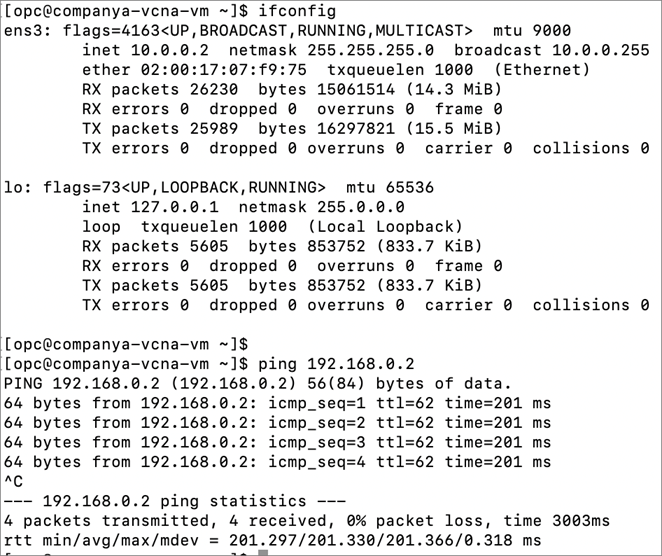 [opc@companya-vcna-vm ~]$ ifconfig
ens3: flags=4163<UP,BROADCAST,RUNNING,MULTICAST>  mtu 9000
        inet 10.0.0.2  netmask 255.255.255.0  broadcast 10.0.0.255
        ether 02:00:17:07:f9:75  txqueuelen 1000  (Ethernet)
        RX packets 26230  bytes 15061514 (14.3 MiB)
        RX errors 0  dropped 0  overruns 0  frame 0
        TX packets 25989  bytes 16297821 (15.5 MiB)
        TX errors 0  dropped 0 overruns 0  carrier 0  collisions 0
lo: flags=73<UP,LOOPBACK,RUNNING>  mtu 65536
        inet 127.0.0.1  netmask 255.0.0.0
        loop  txqueuelen 1000  (Local Loopback)
        RX packets 5605  bytes 853752 (833.7 KiB)
        RX errors 0  dropped 0  overruns 0  frame 0
        TX packets 5605  bytes 853752 (833.7 KiB)
        TX errors 0  dropped 0 overruns 0  carrier 0  collisions 0
[opc@companya-vcna-vm ~]$
[opc@companya-vcna-vm ~]$ ping 192.168.0.2
PING 192.168.0.2 (192.168.0.2) 56(84) bytes of data.
64 bytes from 192.168.0.2: icmp_seq=1 ttl=62 time=201 ms
64 bytes from 192.168.0.2: icmp_seq=2 ttl=62 time=201 ms
64 bytes from 192.168.0.2: icmp_seq=3 ttl=62 time=201 ms
64 bytes from 192.168.0.2: icmp_seq=4 ttl=62 time=201 ms
^C
--- 192.168.0.2 ping statistics ---
4 packets transmitted, 4 received, 0% packet loss, time 3003ms
rtt min/avg/max/mdev = 201.297/201.330/201.366/0.318 ms